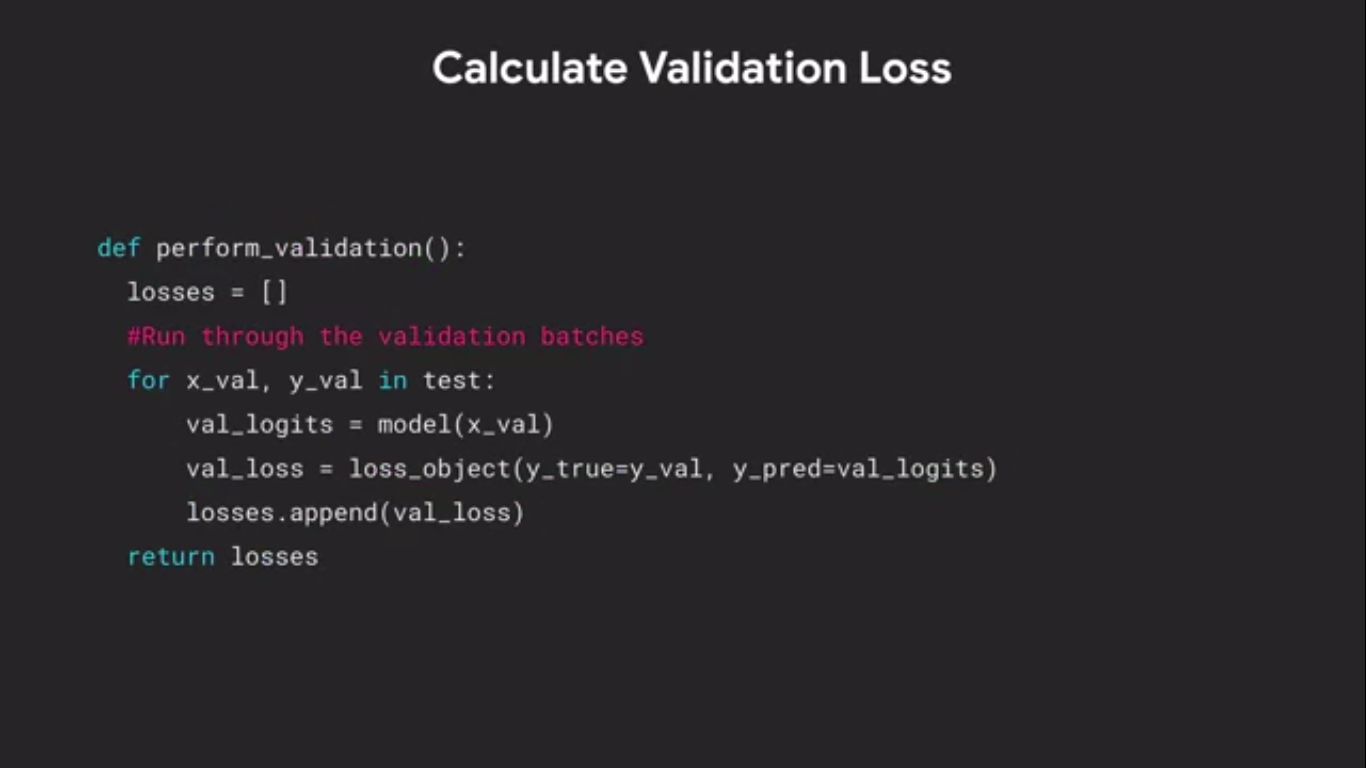 Calculate Validation Loss
def perform_validation():
  losses = []
  #Run through the validation batches
  for x_val, y_val in test:
      val_logits = model(x_val)
      val_loss = loss_object(y_true=y_val, y_pred=val_logits)
      losses.append(val_loss)
  return losses